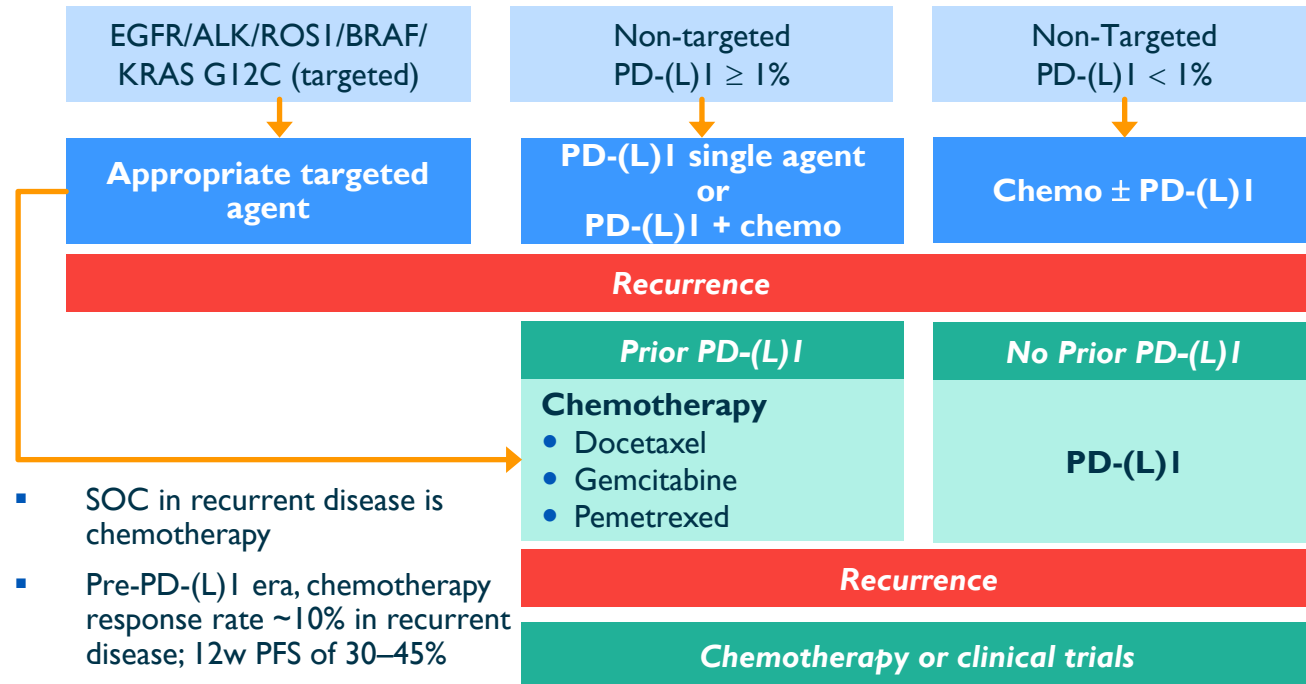 EGFR/ALK/ROS1/BRAF/
KRAS G12C (targeted)
Non-targeted
PD-(L)1 ≥ 1%
Non-Targeted
PD-(L)1 < 1%
Appropriate targeted
agent
PD-(L)1 single agent
or
PD-(L)1 + chemo
Chemo ± PD-(L)1
Recurrence
Prior PD-(L)1
No Prior PD-(L)1
Chemotherapy
• Docetaxel
• Gemcitabine
• Pemetrexed
PD-(L)1
▪ SOC in recurrent disease is
chemotherapy
▪ Pre-PD-(L)1 era, chemotherapy
response rate ~10% in recurrent
disease; 12w PFS of 30–45%
Recurrence
Chemotherapy or clinical trials